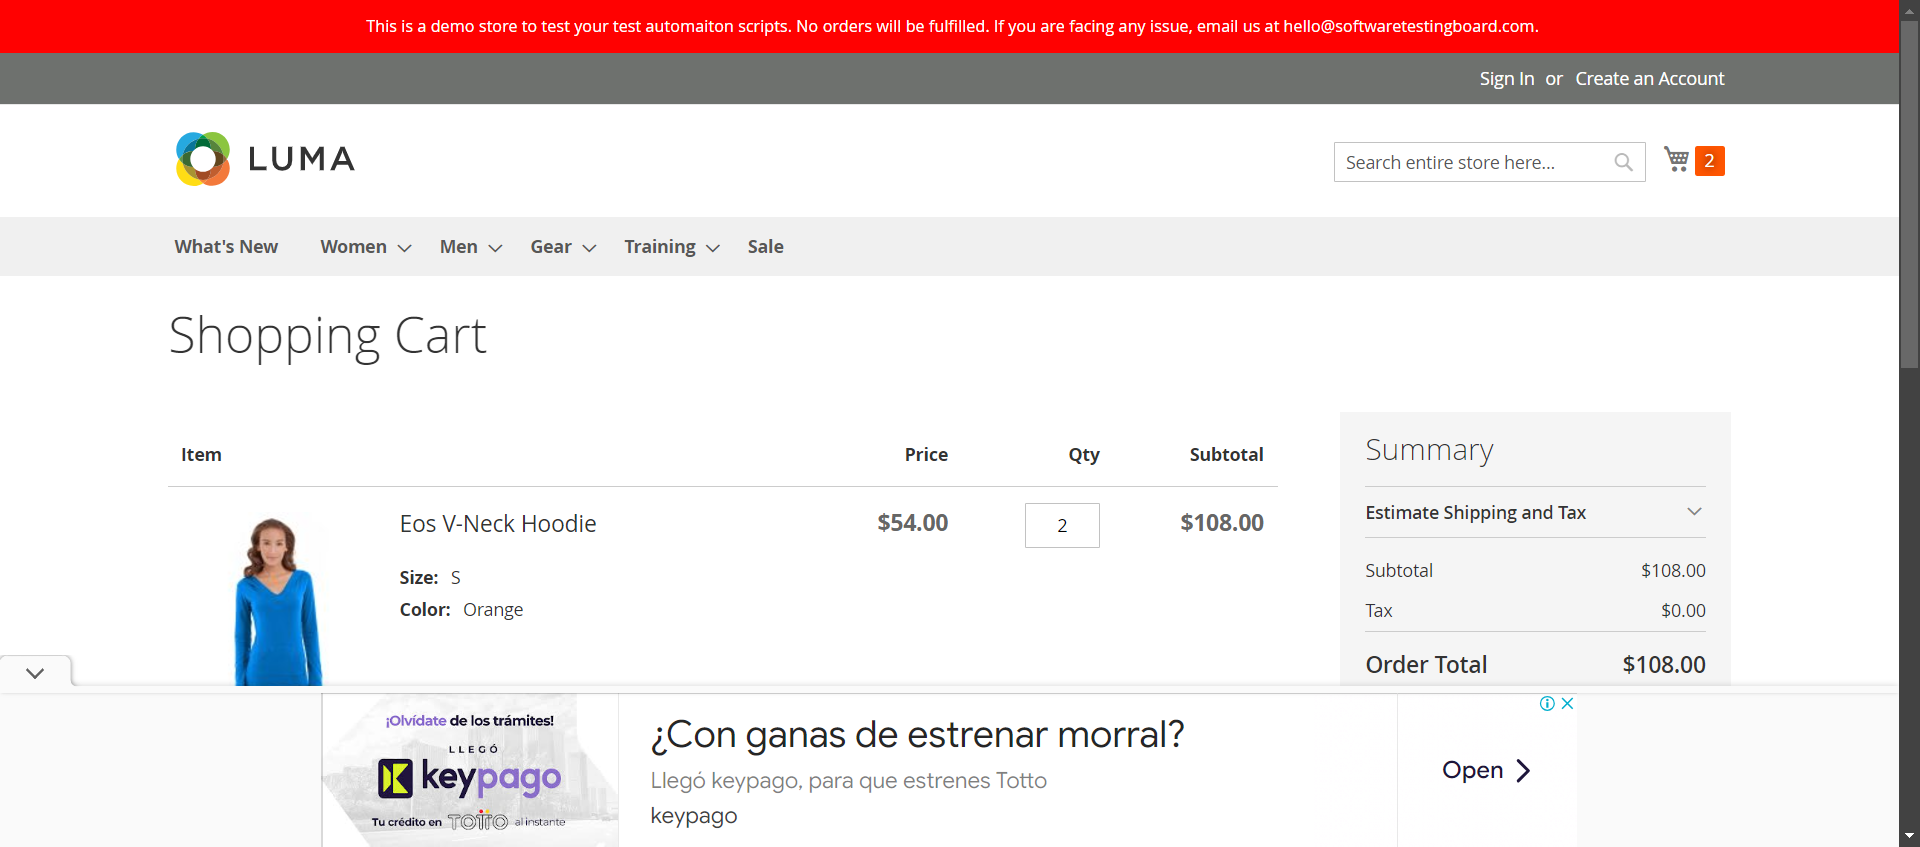 This is a demo store to test your test automaiton scripts. No orders will be fulfilled. If you are facing any issue, email us at hello@softwaretestingboard.com.
Sign In or Create an Account
LUMA
Search entire store here...
2
What's New Women Men Gear Training Sale
Shopping Cart
Item Price Qty Subtotal
Eos V-Neck Hoodie $54.00 2 $108.00
Size: S
Color: Orange
Summary
Estimate Shipping and Tax
Subtotal $108.00
Tax $0.00
Order Total $108.00
¡Olvídate de los trámites!
LLEGÓ
keypago
Tu crédito en TOTTO al instante
¿Con ganas de estrenar morral?
Llegó keypago, para que estrenes Totto
keypago
Open